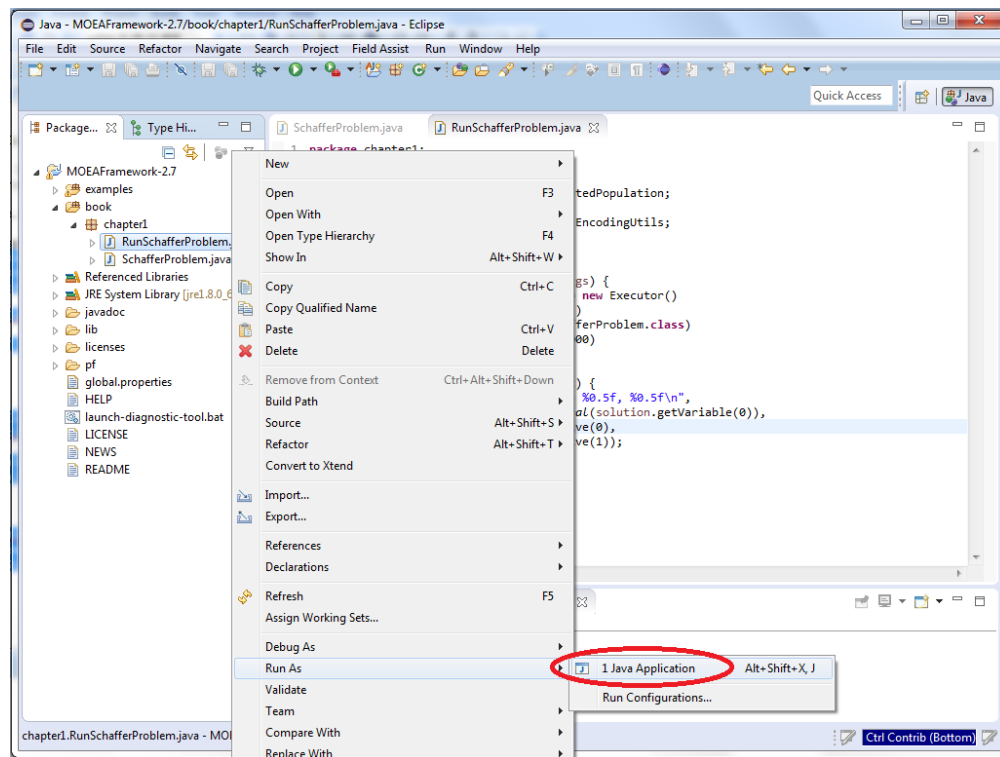 Java - MOEAFramework-2.7/book/chapter1/RunSchafferProblem.java - Eclipse
File Edit Source Refactor Navigate Search Project Field Assist Run Window Help
Quick Access
Java
Package...
Type Hi...
SchafferProblem.java
RunSchafferProblem.java
1 package chapter1;
MOEAFramework-2.7
examples
book
chapter1
RunSchafferProblem.
SchafferProblem.java
Referenced Libraries
JRE System Library [jre1.8.0_6
javadoc
lib
licenses
pf
global.properties
HELP
launch-diagnostic-tool.bat
LICENSE
NEWS
README
New
Open F3
Open With
Open Type Hierarchy F4
Show In Alt+Shift+W
Copy Ctrl+C
Copy Qualified Name
Paste Ctrl+V
Delete Delete
Remove from Context Ctrl+Alt+Shift+Down
Build Path
Source Alt+Shift+S
Refactor Alt+Shift+T
Convert to Xtend
Import...
Export...
References
Declarations
Refresh F5
Assign Working Sets...
Debug As
Run As
Validate
Team
Compare With
Replace With
tedPopulation;
EncodingUtils;
gs) {
new Executor()
)
fferProblem.class)
00)
) {
%0.5f, %0.5f\n",
al(solution.getVariable(0)),
ve(0),
ve(1));
1 Java Application Alt+Shift+X, J
Run Configurations...
chapter1.RunSchafferProblem.java - MO
Ctrl Contrib (Bottom)